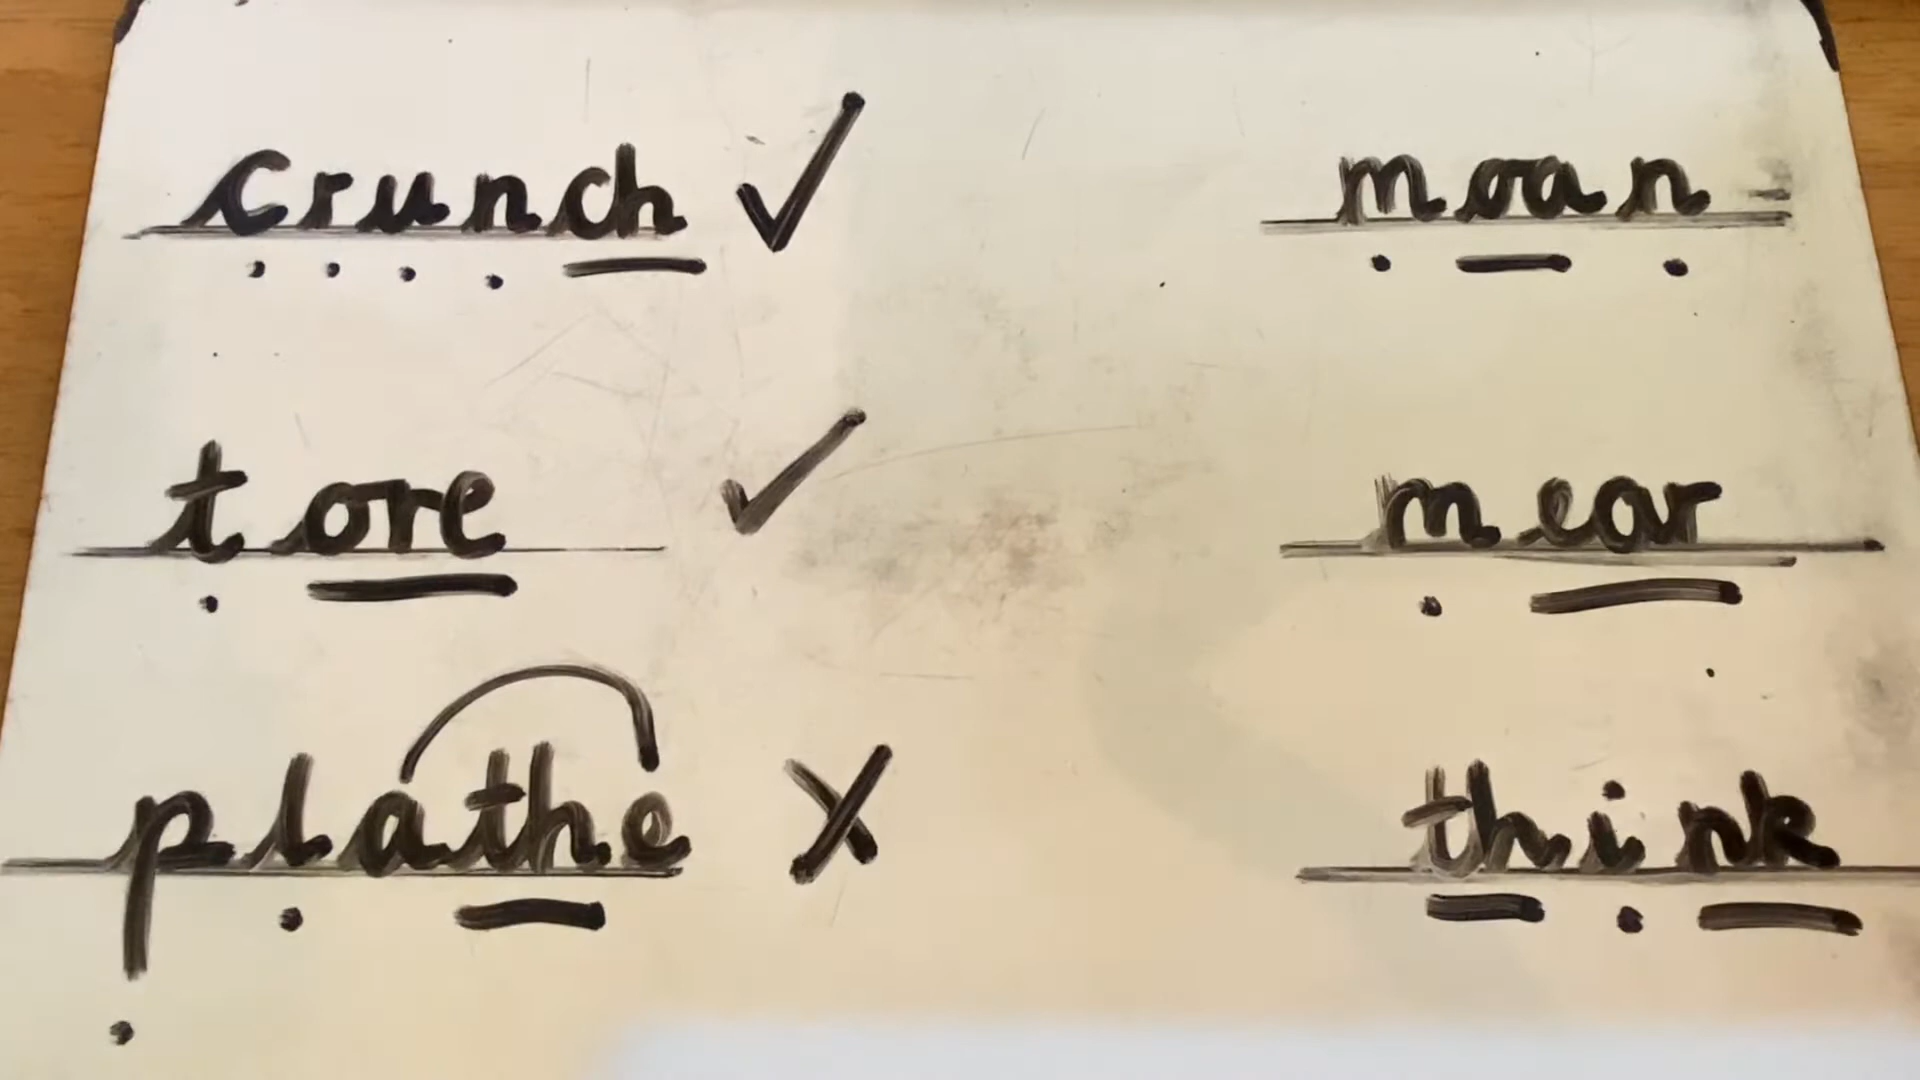 crunch ✓ moan
tore ✓ mear
plathe X think